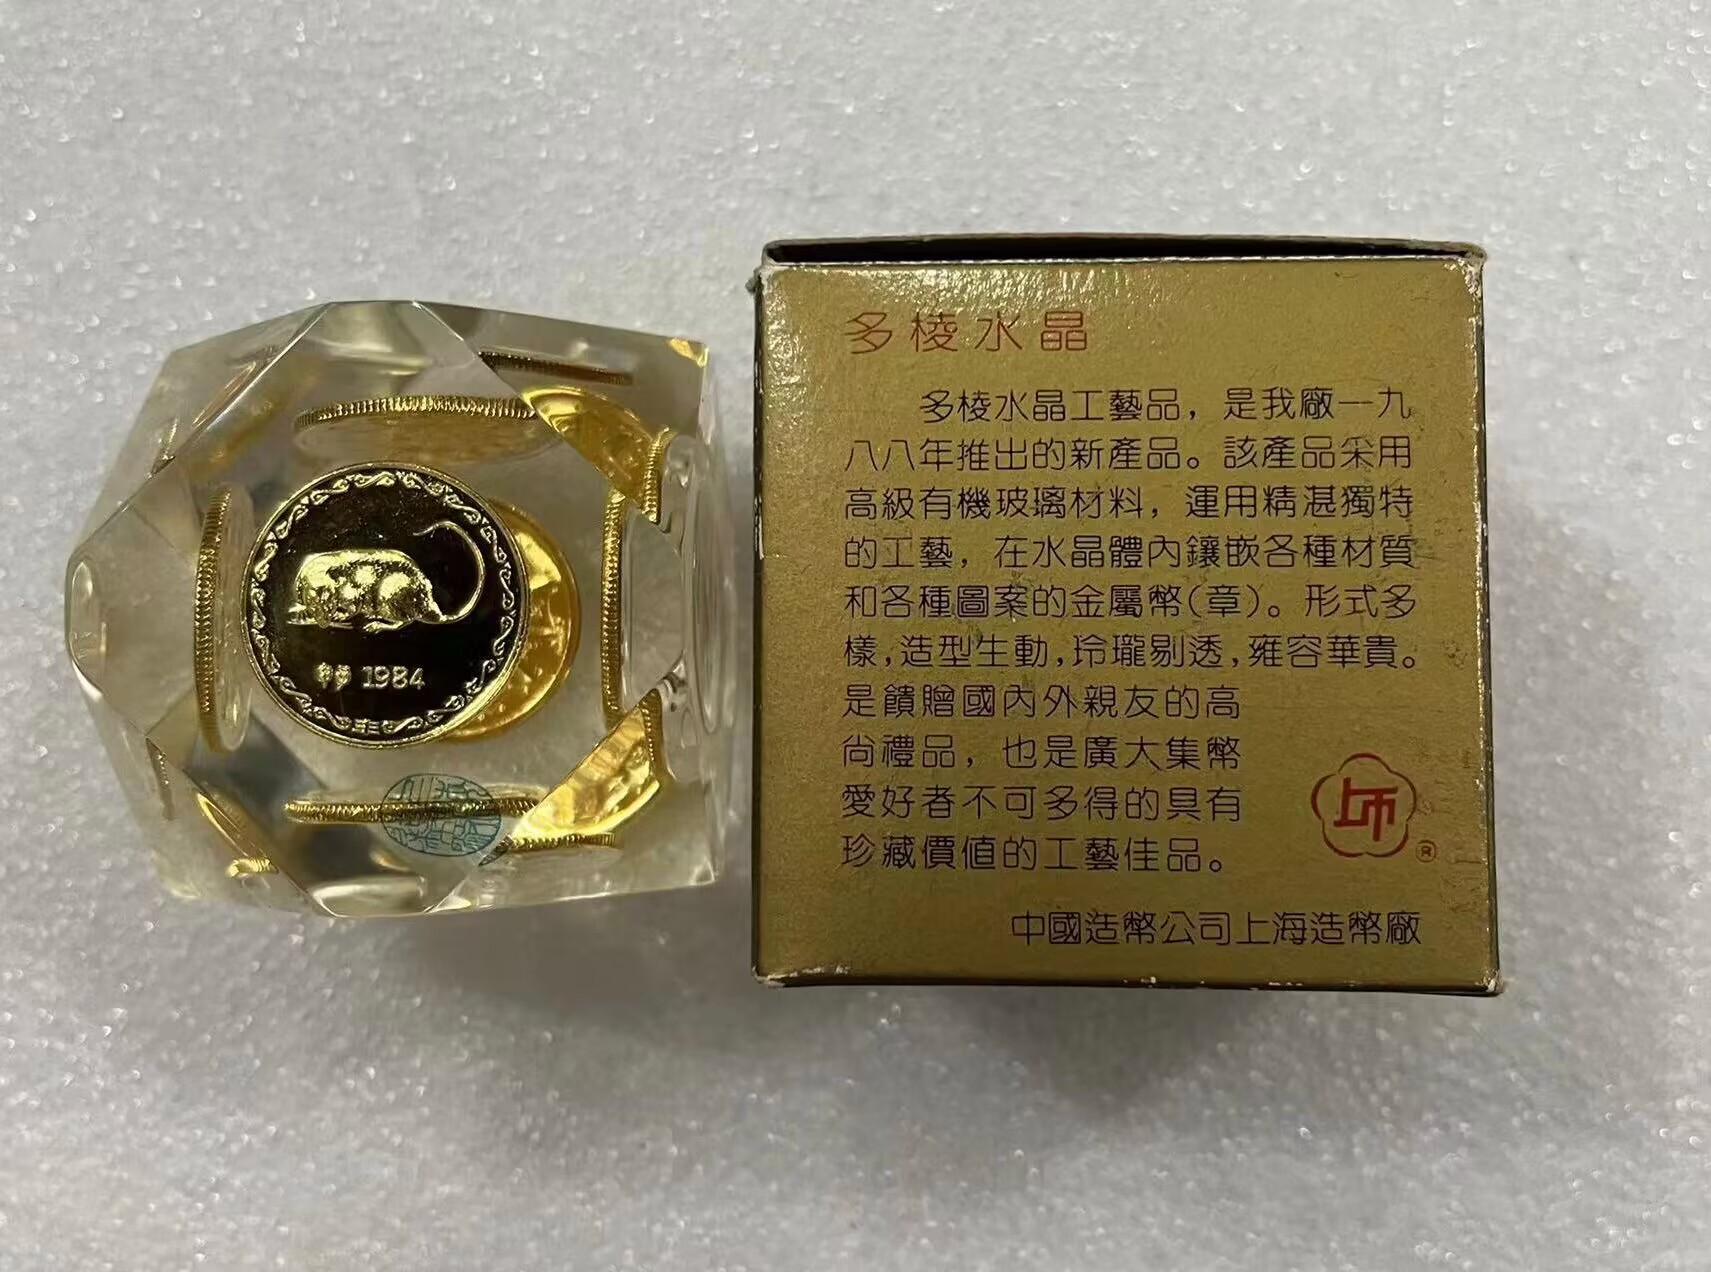 1984
多棱水晶
多棱水晶工藝品，是我廠一九
八八年推出的新產品。該產品采用
高級有機玻璃材料，運用精湛獨特
的工藝，在水晶體內鑲嵌各種材質
和各種圖案的金屬幣(章)。形式多
樣，造型生動，玲瓏剔透，雍容華貴。
是饋贈國內外親友的高
尚禮品，也是廣大集幣
愛好者不可多得的具有
珍藏價值的工藝佳品。
®
中國造幣公司上海造幣廠